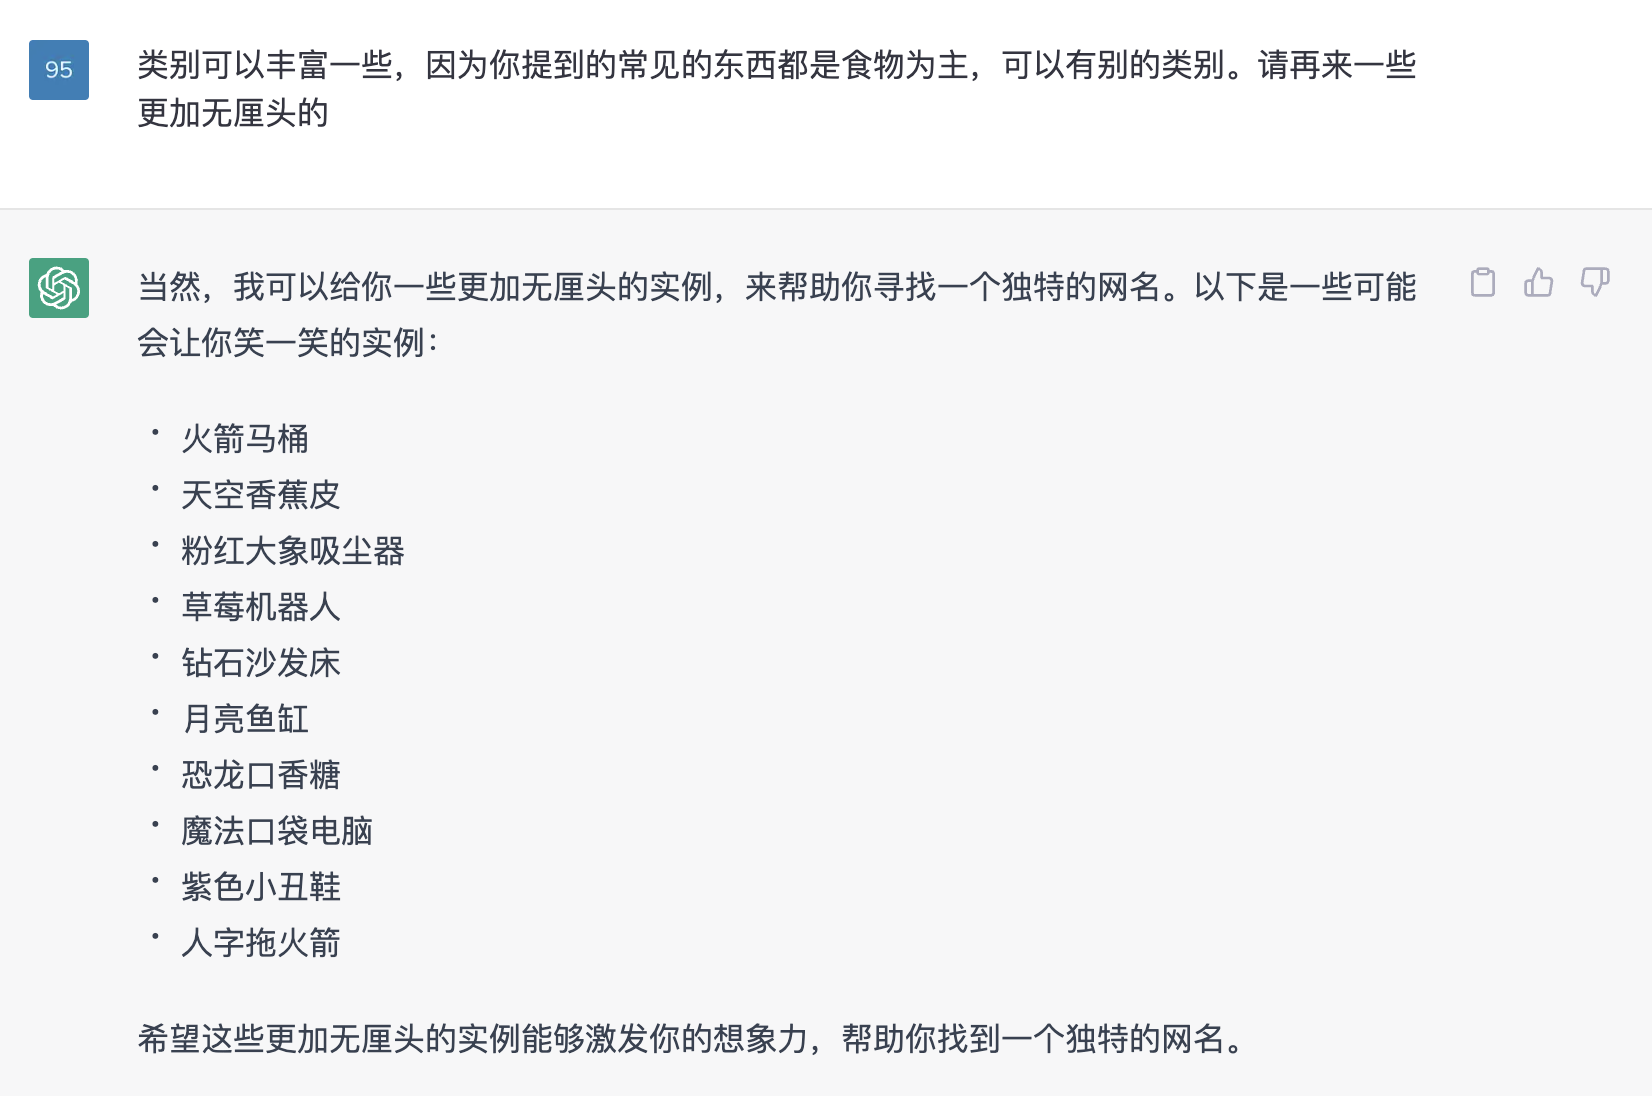 95
类别可以丰富一些，因为你提到的常见的东西都是食物为主，可以有别的类别。请再来一些
更加无厘头的
当然，我可以给你一些更加无厘头的实例，来帮助你寻找一个独特的网名。以下是一些可能
会让你笑一笑的实例：
• 火箭马桶
• 天空香蕉皮
• 粉红大象吸尘器
• 草莓机器人
• 钻石沙发床
• 月亮鱼缸
• 恐龙口香糖
• 魔法口袋电脑
• 紫色小丑鞋
• 人字拖火箭
希望这些更加无厘头的实例能够激发你的想象力，帮助你找到一个独特的网名。